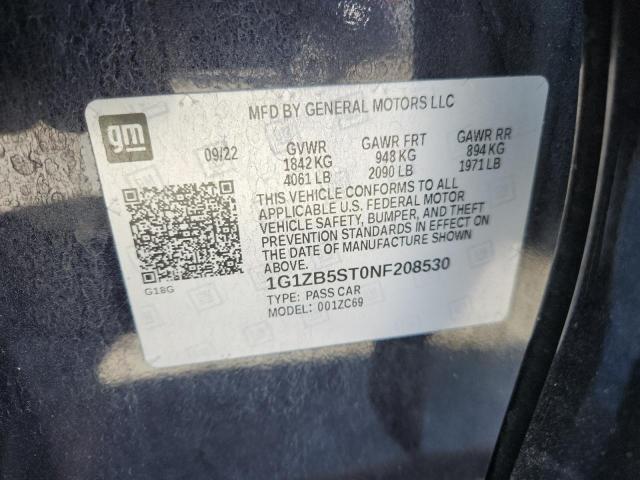 MFD BY GENERAL MOTORS LLC
gm
09/22 GVWR GAWR FRT GAWR RR
1842 KG 948 KG 894 KG
4061 LB 2090 LB 1971 LB
THIS VEHICLE CONFORMS TO ALL
APPLICABLE U.S. FEDERAL MOTOR
VEHICLE SAFETY, BUMPER, AND THEFT
PREVENTION STANDARDS IN EFFECT ON
THE DATE OF MANUFACTURE SHOWN
ABOVE.
G18G
1G1ZB5ST0NF208530
TYPE: PASS CAR
MODEL: 001ZC69